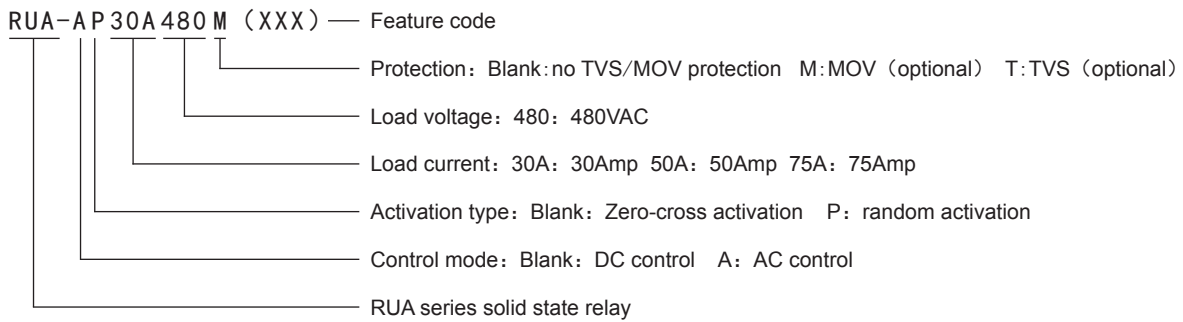 RUA-AP30A480M（XXX） Feature code
Protection：Blank:no TVS/MOV protection M:MOV（optional） T:TVS（optional）
Load voltage：480：480VAC
Load current：30A：30Amp 50A：50Amp 75A：75Amp
Activation type：Blank：Zero-cross activation P：random activation
Control mode：Blank：DC control A：AC control
RUA series solid state relay